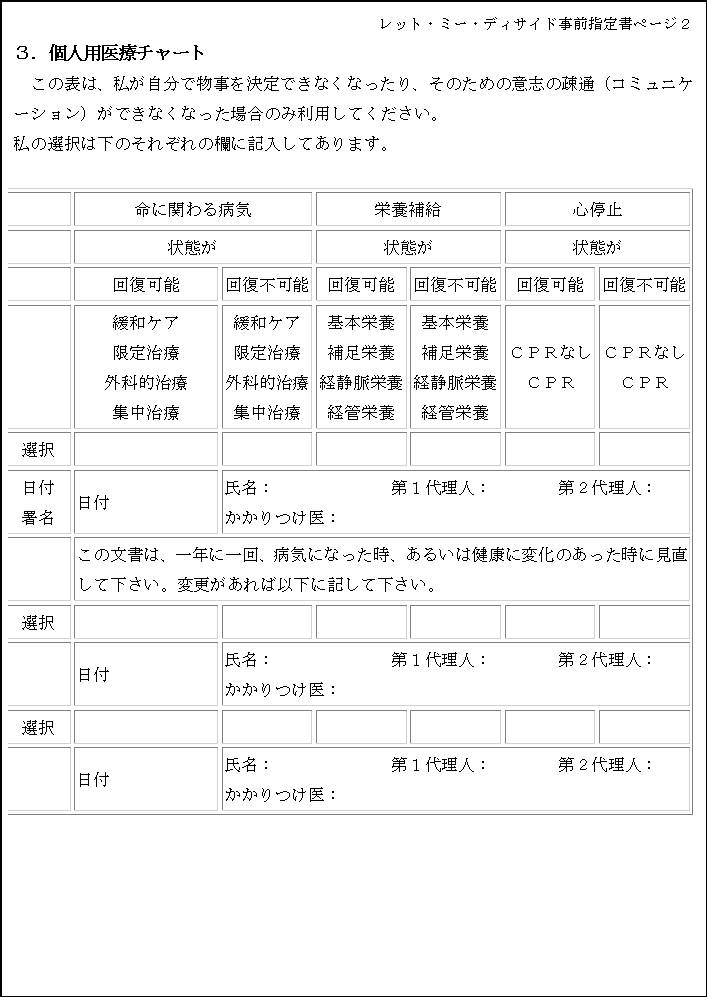 レット・ミー・ディサイド事前指定書ページ２
３．個人用医療チャート
この表は、私が自分で物事を決定できなくなったり、そのための意志の疎通（コミュニケ
ーション）ができなくなった場合のみ利用してください。
私の選択は下のそれぞれの欄に記入してあります。
命に関わる病気 栄養補給 心停止
状態が 状態が 状態が
回復可能 回復不可能 回復可能 回復不可能 回復可能 回復不可能
緩和ケア 緩和ケア 基本栄養 基本栄養
限定治療 限定治療 補足栄養 補足栄養 ＣＰＲなし ＣＰＲなし
外科的治療 外科的治療 経静脈栄養 経静脈栄養 ＣＰＲ ＣＰＲ
集中治療 集中治療 経管栄養 経管栄養
選択
日付 日付 氏名： 第１代理人： 第２代理人：
署名 かかりつけ医：
この文書は、一年に一回、病気になった時、あるいは健康に変化のあった時に見直
して下さい。変更があれば以下に記して下さい。
選択
日付 氏名： 第１代理人： 第２代理人：
かかりつけ医：
選択
日付 氏名： 第１代理人： 第２代理人：
かかりつけ医：